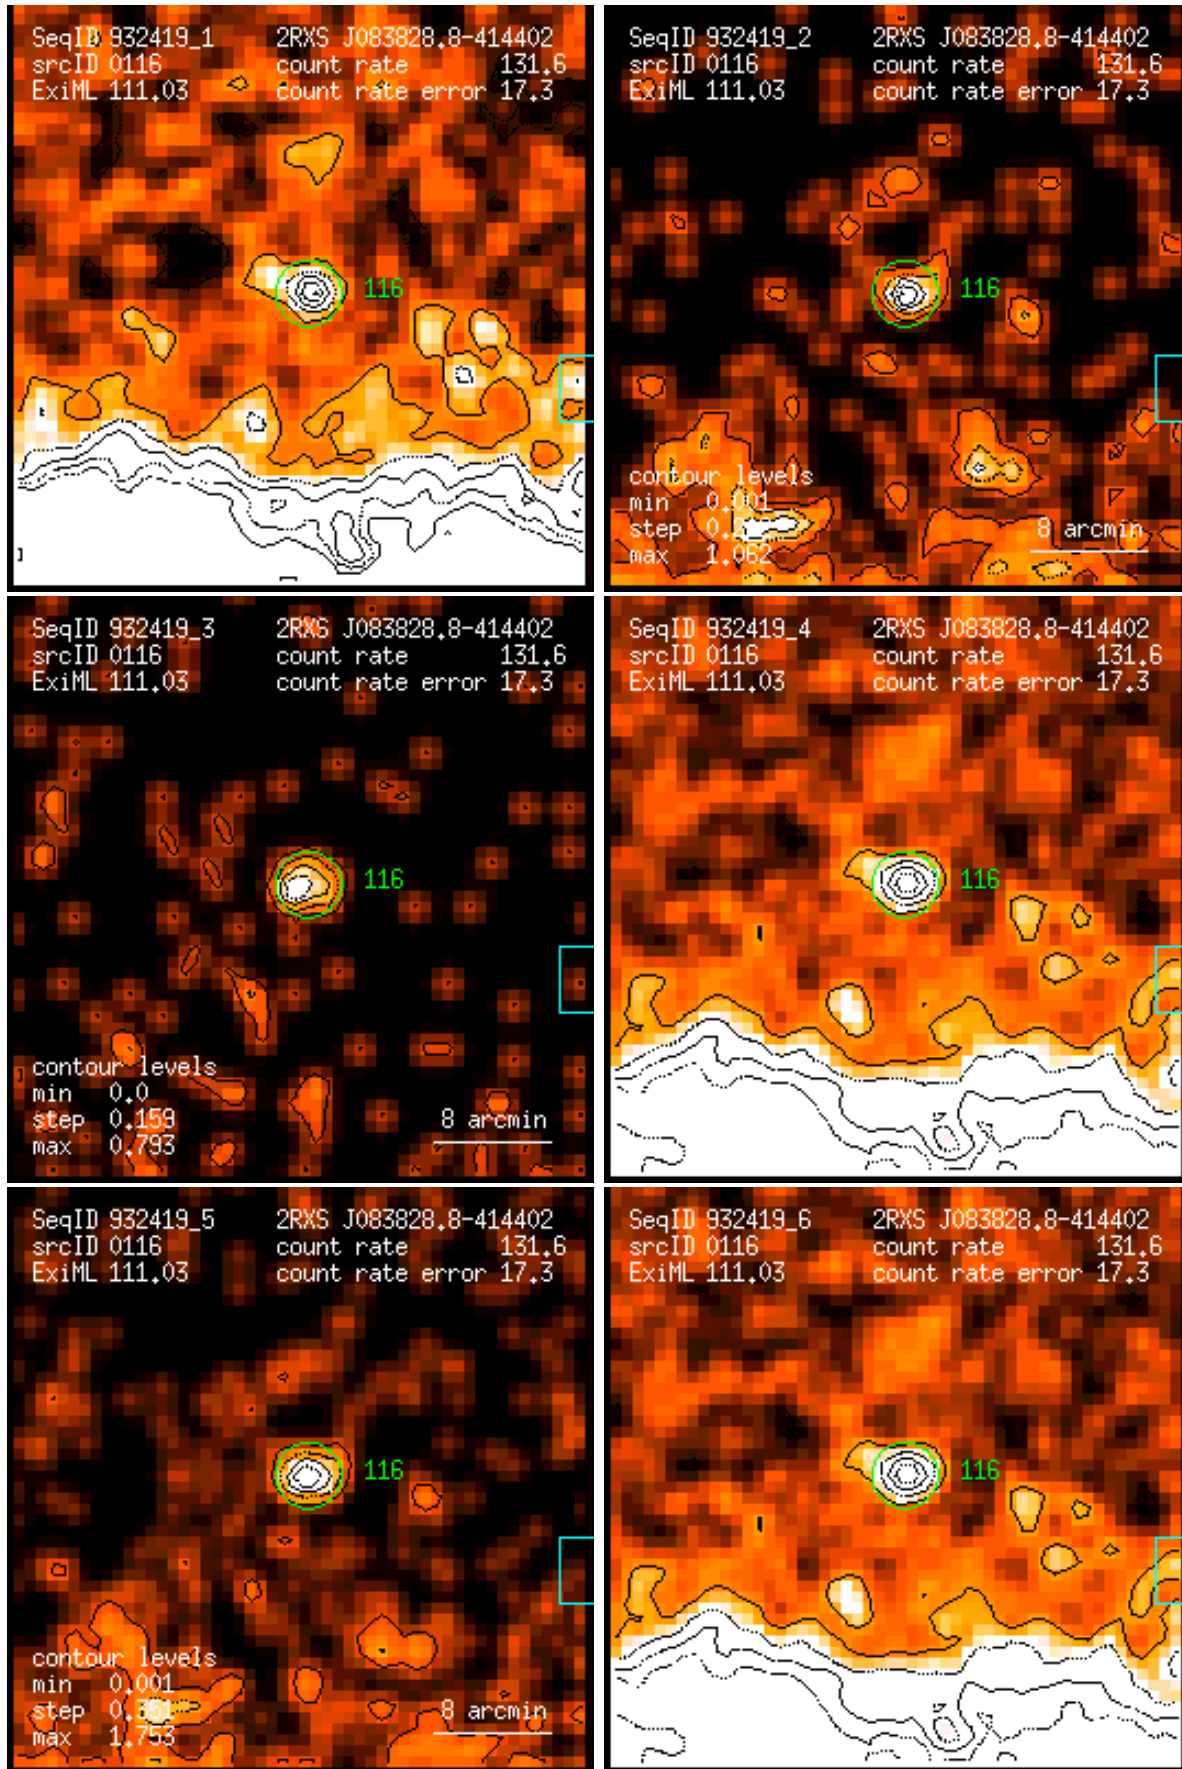 SeqID 932419_1 2RXS J083828.8-414402
srcID 0116 count rate 131.6
ExiML 111.03 count rate error 17.3
116
SeqID 932419_2 2RXS J083828.8-414402
srcID 0116 count rate 131.6
ExiML 111.03 count rate error 17.3
116
contour levels
min 0.001
step
8 arcmin
max 1.062
SeqID 932419_3 2RXS J083828.8-414402
srcID 0116 count rate 131.6
ExiML 111.03 count rate error 17.3
116
contour levels
min 0.0
step 0.159
8 arcmin
max 0.793
SeqID 932419_4 2RXS J083828.8-414402
srcID 0116 count rate 131.6
ExiML 111.03 count rate error 17.3
116
SeqID 932419_5 2RXS J083828.8-414402
srcID 0116 count rate 131.6
ExiML 111.03 count rate error 17.3
116
contour levels
min 0.001
step 0.351
8 arcmin
max 1.753
SeqID 932419_6 2RXS J083828.8-414402
srcID 0116 count rate 131.6
ExiML 111.03 count rate error 17.3
116